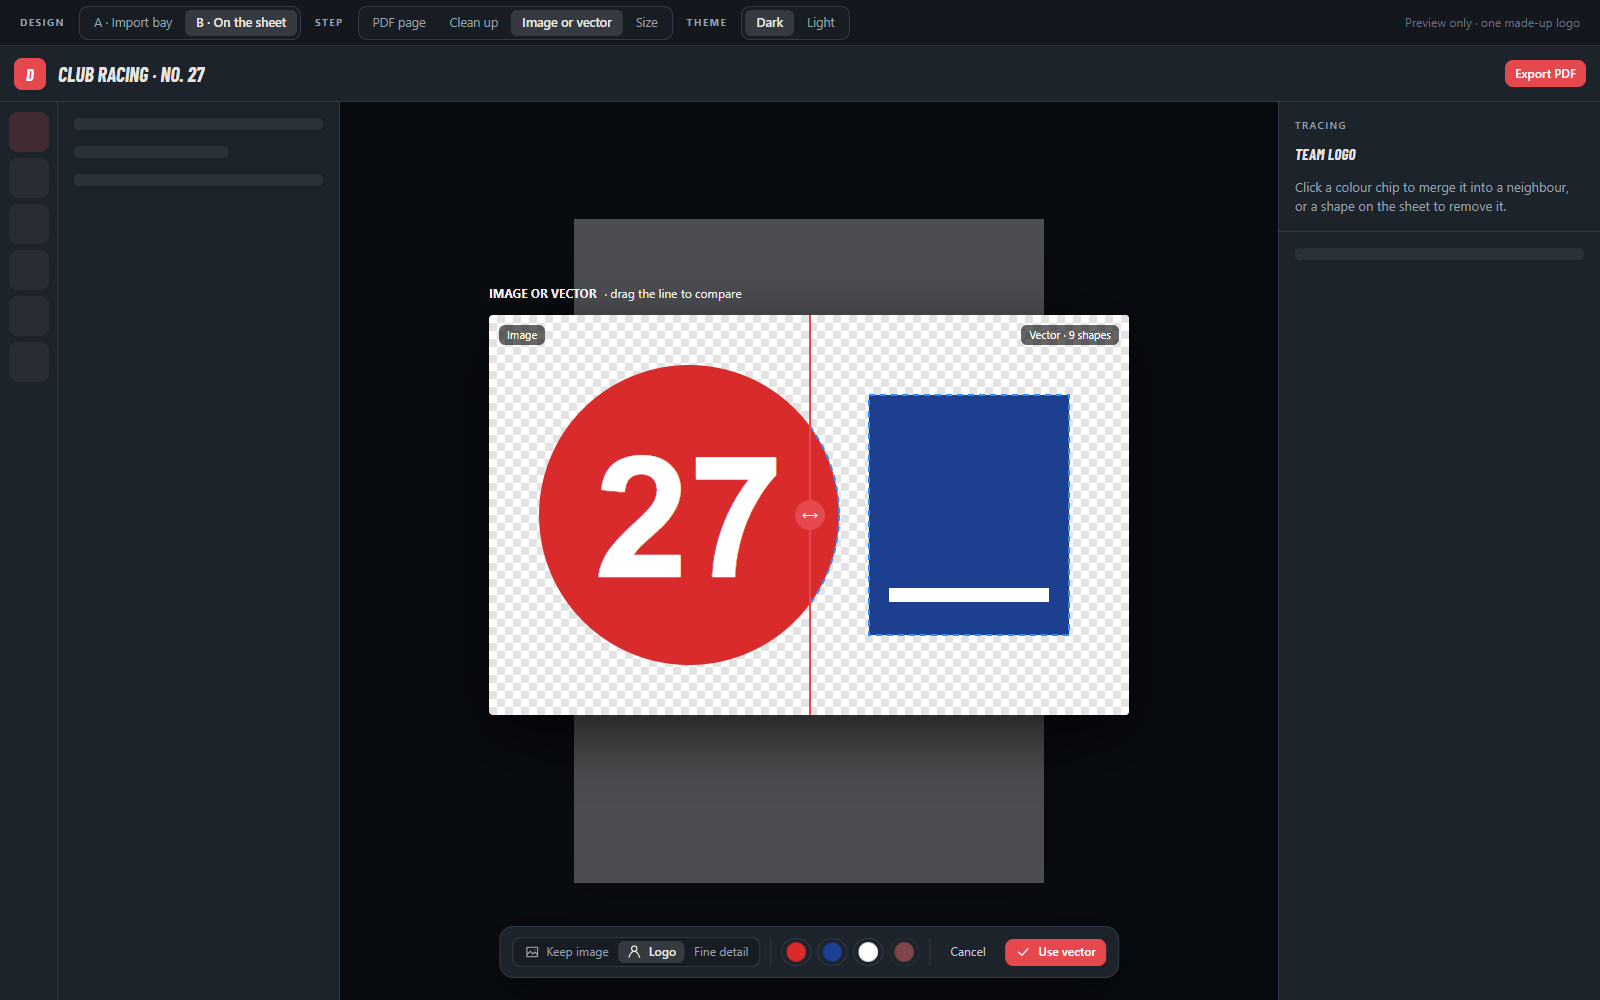 DESIGN
A · Import bay
B · On the sheet
STEP
PDF page
Clean up
Image or vector
Size
THEME
Dark
Light
Preview only · one made-up logo
D
CLUB RACING · NO. 27
Export PDF
TRACING
TEAM LOGO
Click a colour chip to merge it into a neighbour,
or a shape on the sheet to remove it.
IMAGE OR VECTOR · drag the line to compare
Image
Vector · 9 shapes
27
Keep image
Logo
Fine detail
Cancel
Use vector